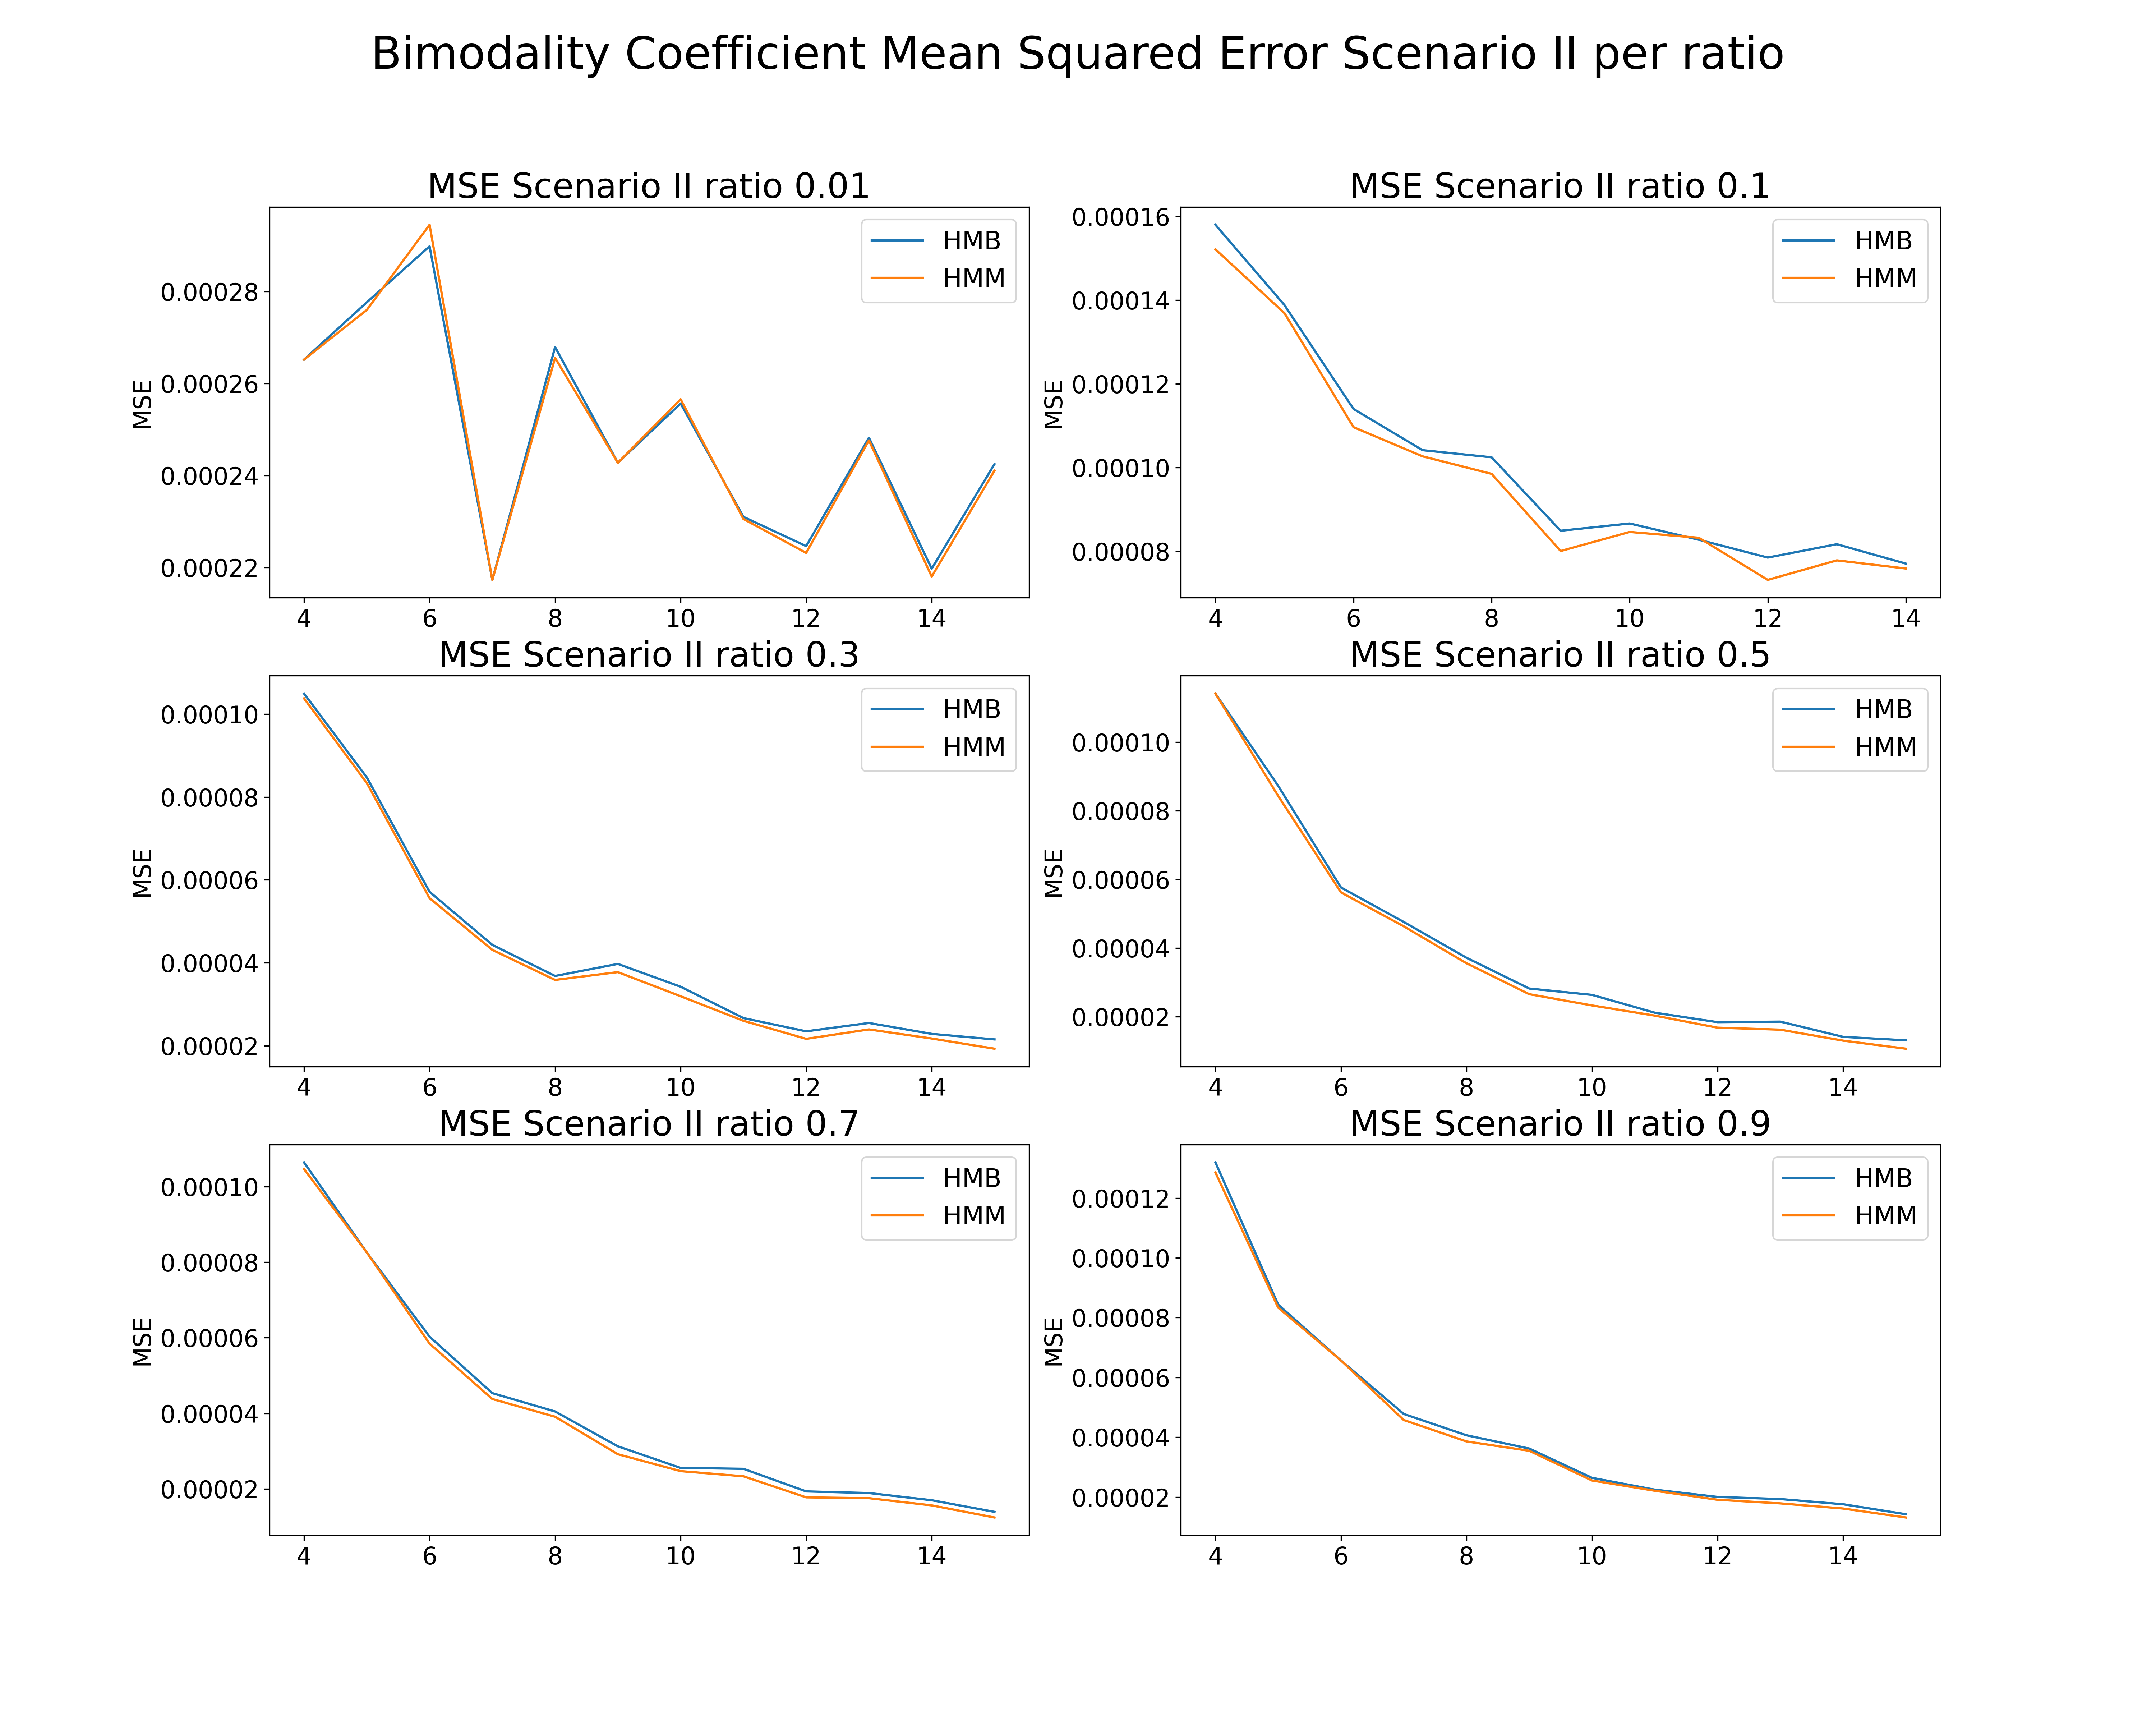 Bimodality Coefficient Mean Squared Error Scenario II per ratio
MSE Scenario II ratio 0.01
MSE
0.00028
0.00026
0.00024
0.00022
4 6 8 10 12 14
HMB
HMM
MSE Scenario II ratio 0.1
MSE
0.00016
0.00014
0.00012
0.00010
0.00008
4 6 8 10 12 14
HMB
HMM
MSE Scenario II ratio 0.3
MSE
0.00010
0.00008
0.00006
0.00004
0.00002
4 6 8 10 12 14
HMB
HMM
MSE Scenario II ratio 0.5
MSE
0.00010
0.00008
0.00006
0.00004
0.00002
4 6 8 10 12 14
HMB
HMM
MSE Scenario II ratio 0.7
MSE
0.00010
0.00008
0.00006
0.00004
0.00002
4 6 8 10 12 14
HMB
HMM
MSE Scenario II ratio 0.9
MSE
0.00012
0.00010
0.00008
0.00006
0.00004
0.00002
4 6 8 10 12 14
HMB
HMM